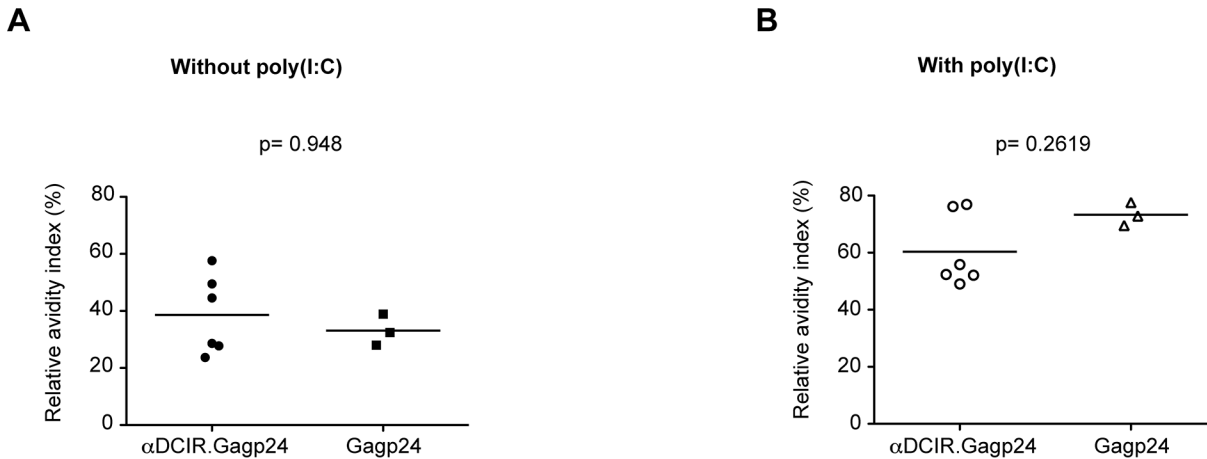 A
Without poly(I:C)
p= 0.948
Relative avidity index (%)
80
60
40
20
0
αDCIR.Gagp24
Gagp24
B
With poly(I:C)
p= 0.2619
Relative avidity index (%)
80
60
40
20
0
αDCIR.Gagp24
Gagp24